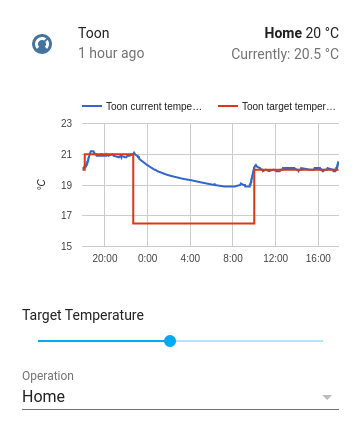 Toon
Home 20 °C
1 hour ago
Currently: 20.5 °C
Toon current tempe…
Toon target temper…
°C
23
21
19
17
15
20:00 0:00 4:00 8:00 12:00 16:00
Target Temperature
Operation
Home